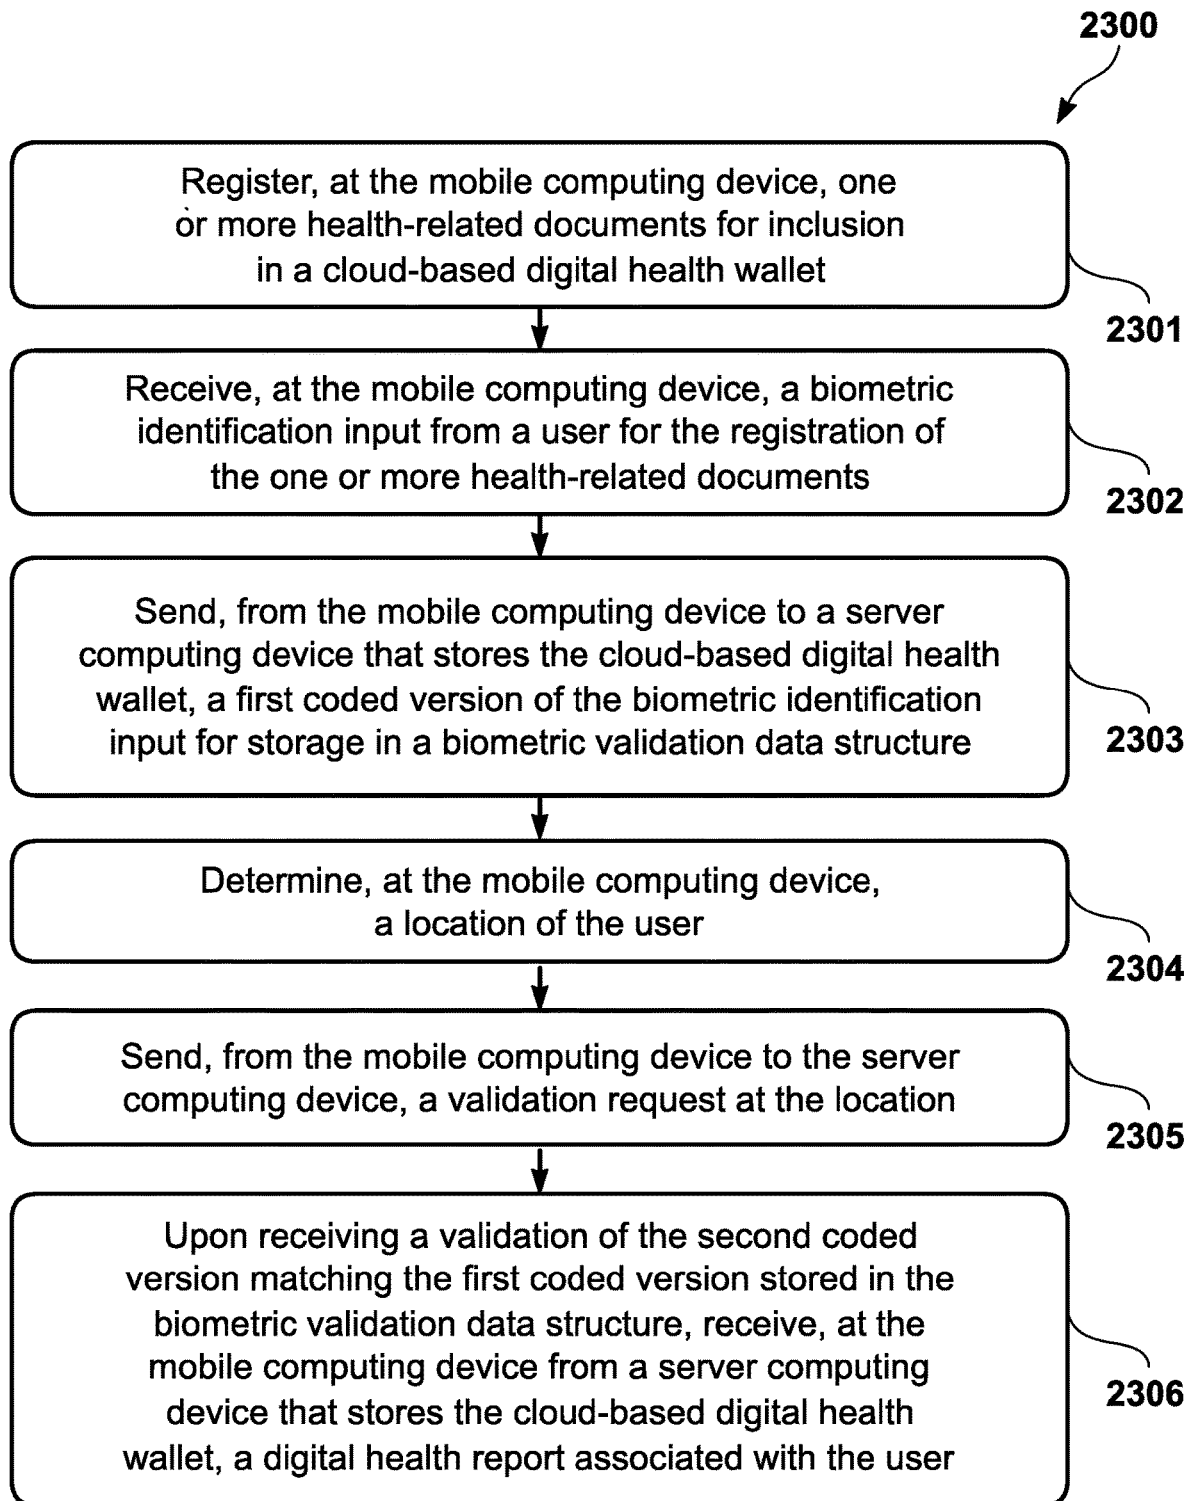 2300
Register, at the mobile computing device, one
or more health-related documents for inclusion
in a cloud-based digital health wallet
2301
Receive, at the mobile computing device, a biometric
identification input from a user for the registration of
the one or more health-related documents
2302
Send, from the mobile computing device to a server
computing device that stores the cloud-based digital health
wallet, a first coded version of the biometric identification
input for storage in a biometric validation data structure
2303
Determine, at the mobile computing device,
a location of the user
2304
Send, from the mobile computing device to the server
computing device, a validation request at the location
2305
Upon receiving a validation of the second coded
version matching the first coded version stored in the
biometric validation data structure, receive, at the
mobile computing device from a server computing
device that stores the cloud-based digital health
wallet, a digital health report associated with the user
2306